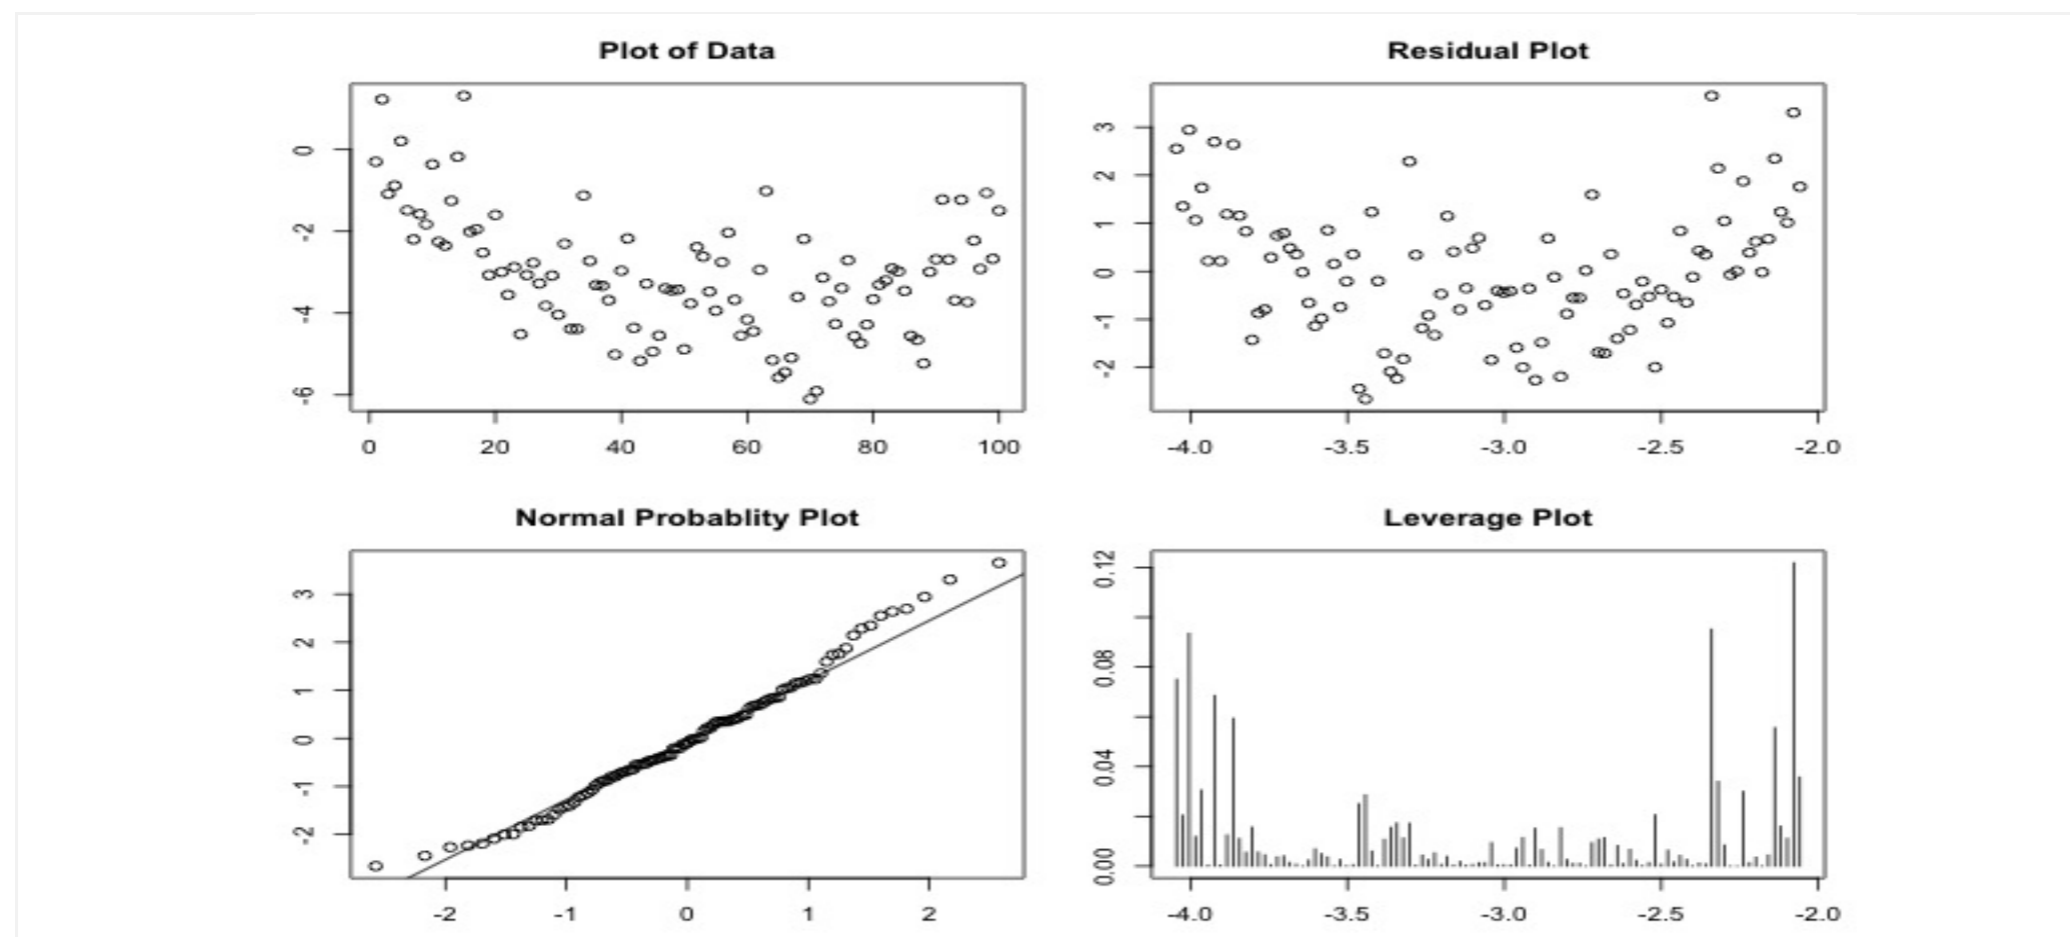 Plot of Data
0
-2
-4
-6
0 20 40 60 80 100
Residual Plot
3
2
1
0
-1
-2
-4.0 -3.5 -3.0 -2.5 -2.0
Normal Probablity Plot
3
2
1
0
-1
-2
-2 -1 0 1 2
Leverage Plot
0.12
0.08
0.04
0.00
-4.0 -3.5 -3.0 -2.5 -2.0